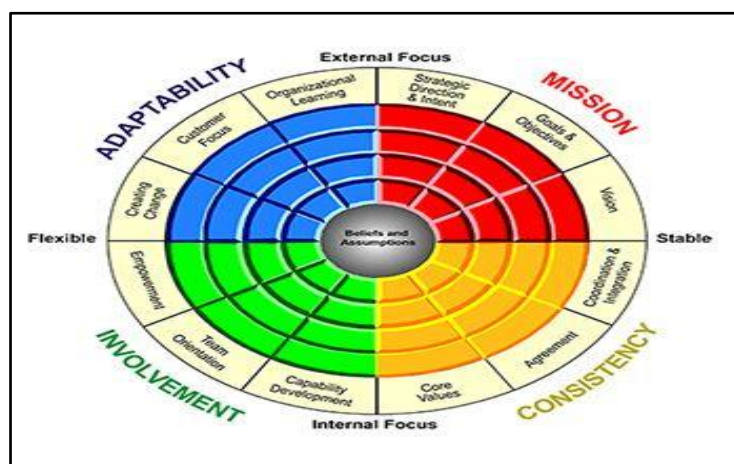 External Focus
ADAPTABILITY
MISSION
Organizational
Learning
Strategic
Direction
& Intent
Customer
Focus
Goals &
Objectives
Creating
Change
Vision
Flexible
Beliefs and
Assumptions
Stable
Empowerment
Coordination &
Integration
Team
Orientation
Agreement
Capability
Development
Core
Values
INVOLVEMENT
CONSISTENCY
Internal Focus